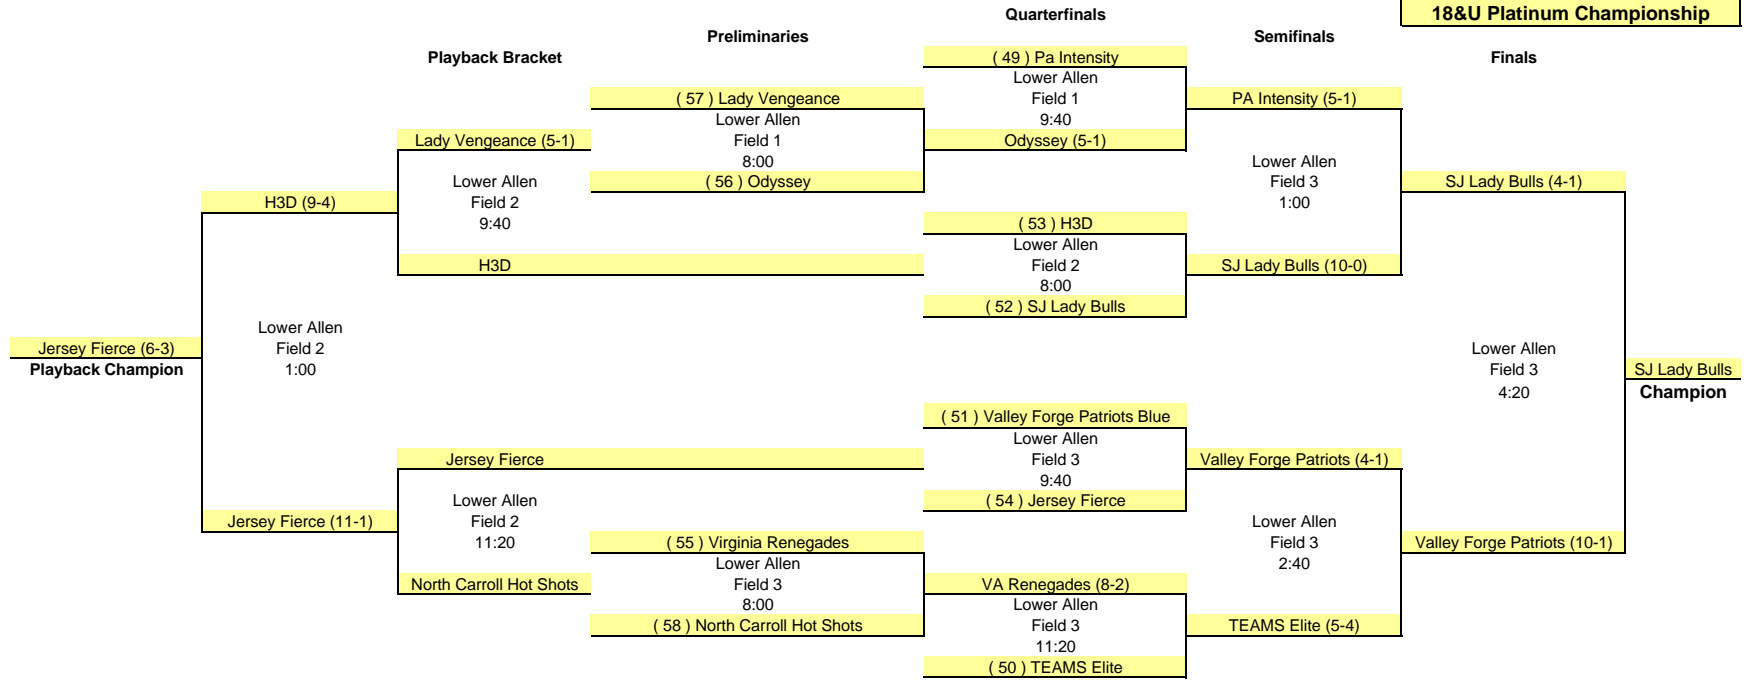 Quarterfinals
18&U Platinum Championship
Preliminaries
Semifinals
Playback Bracket
( 49 ) Pa Intensity
Finals
Lower Allen
( 57 ) Lady Vengeance
Field 1
PA Intensity (5-1)
Lower Allen
9:40
Lady Vengeance (5-1)
Field 1
Odyssey (5-1)
8:00
Lower Allen
Lower Allen
( 56 ) Odyssey
Field 3
SJ Lady Bulls (4-1)
H3D (9-4)
Field 2
1:00
9:40
( 53 ) H3D
Lower Allen
H3D
Field 2
SJ Lady Bulls (10-0)
8:00
( 52 ) SJ Lady Bulls
Lower Allen
Jersey Fierce (6-3)
Field 2
Lower Allen
Playback Champion
1:00
Field 3
SJ Lady Bulls
4:20
Champion
( 51 ) Valley Forge Patriots Blue
Lower Allen
Jersey Fierce
Field 3
Valley Forge Patriots (4-1)
9:40
Lower Allen
( 54 ) Jersey Fierce
Jersey Fierce (11-1)
Field 2
Lower Allen
11:20
( 55 ) Virginia Renegades
Field 3
Valley Forge Patriots (10-1)
Lower Allen
2:40
North Carroll Hot Shots
Field 3
VA Renegades (8-2)
8:00
Lower Allen
( 58 ) North Carroll Hot Shots
Field 3
TEAMS Elite (5-4)
11:20
( 50 ) TEAMS Elite